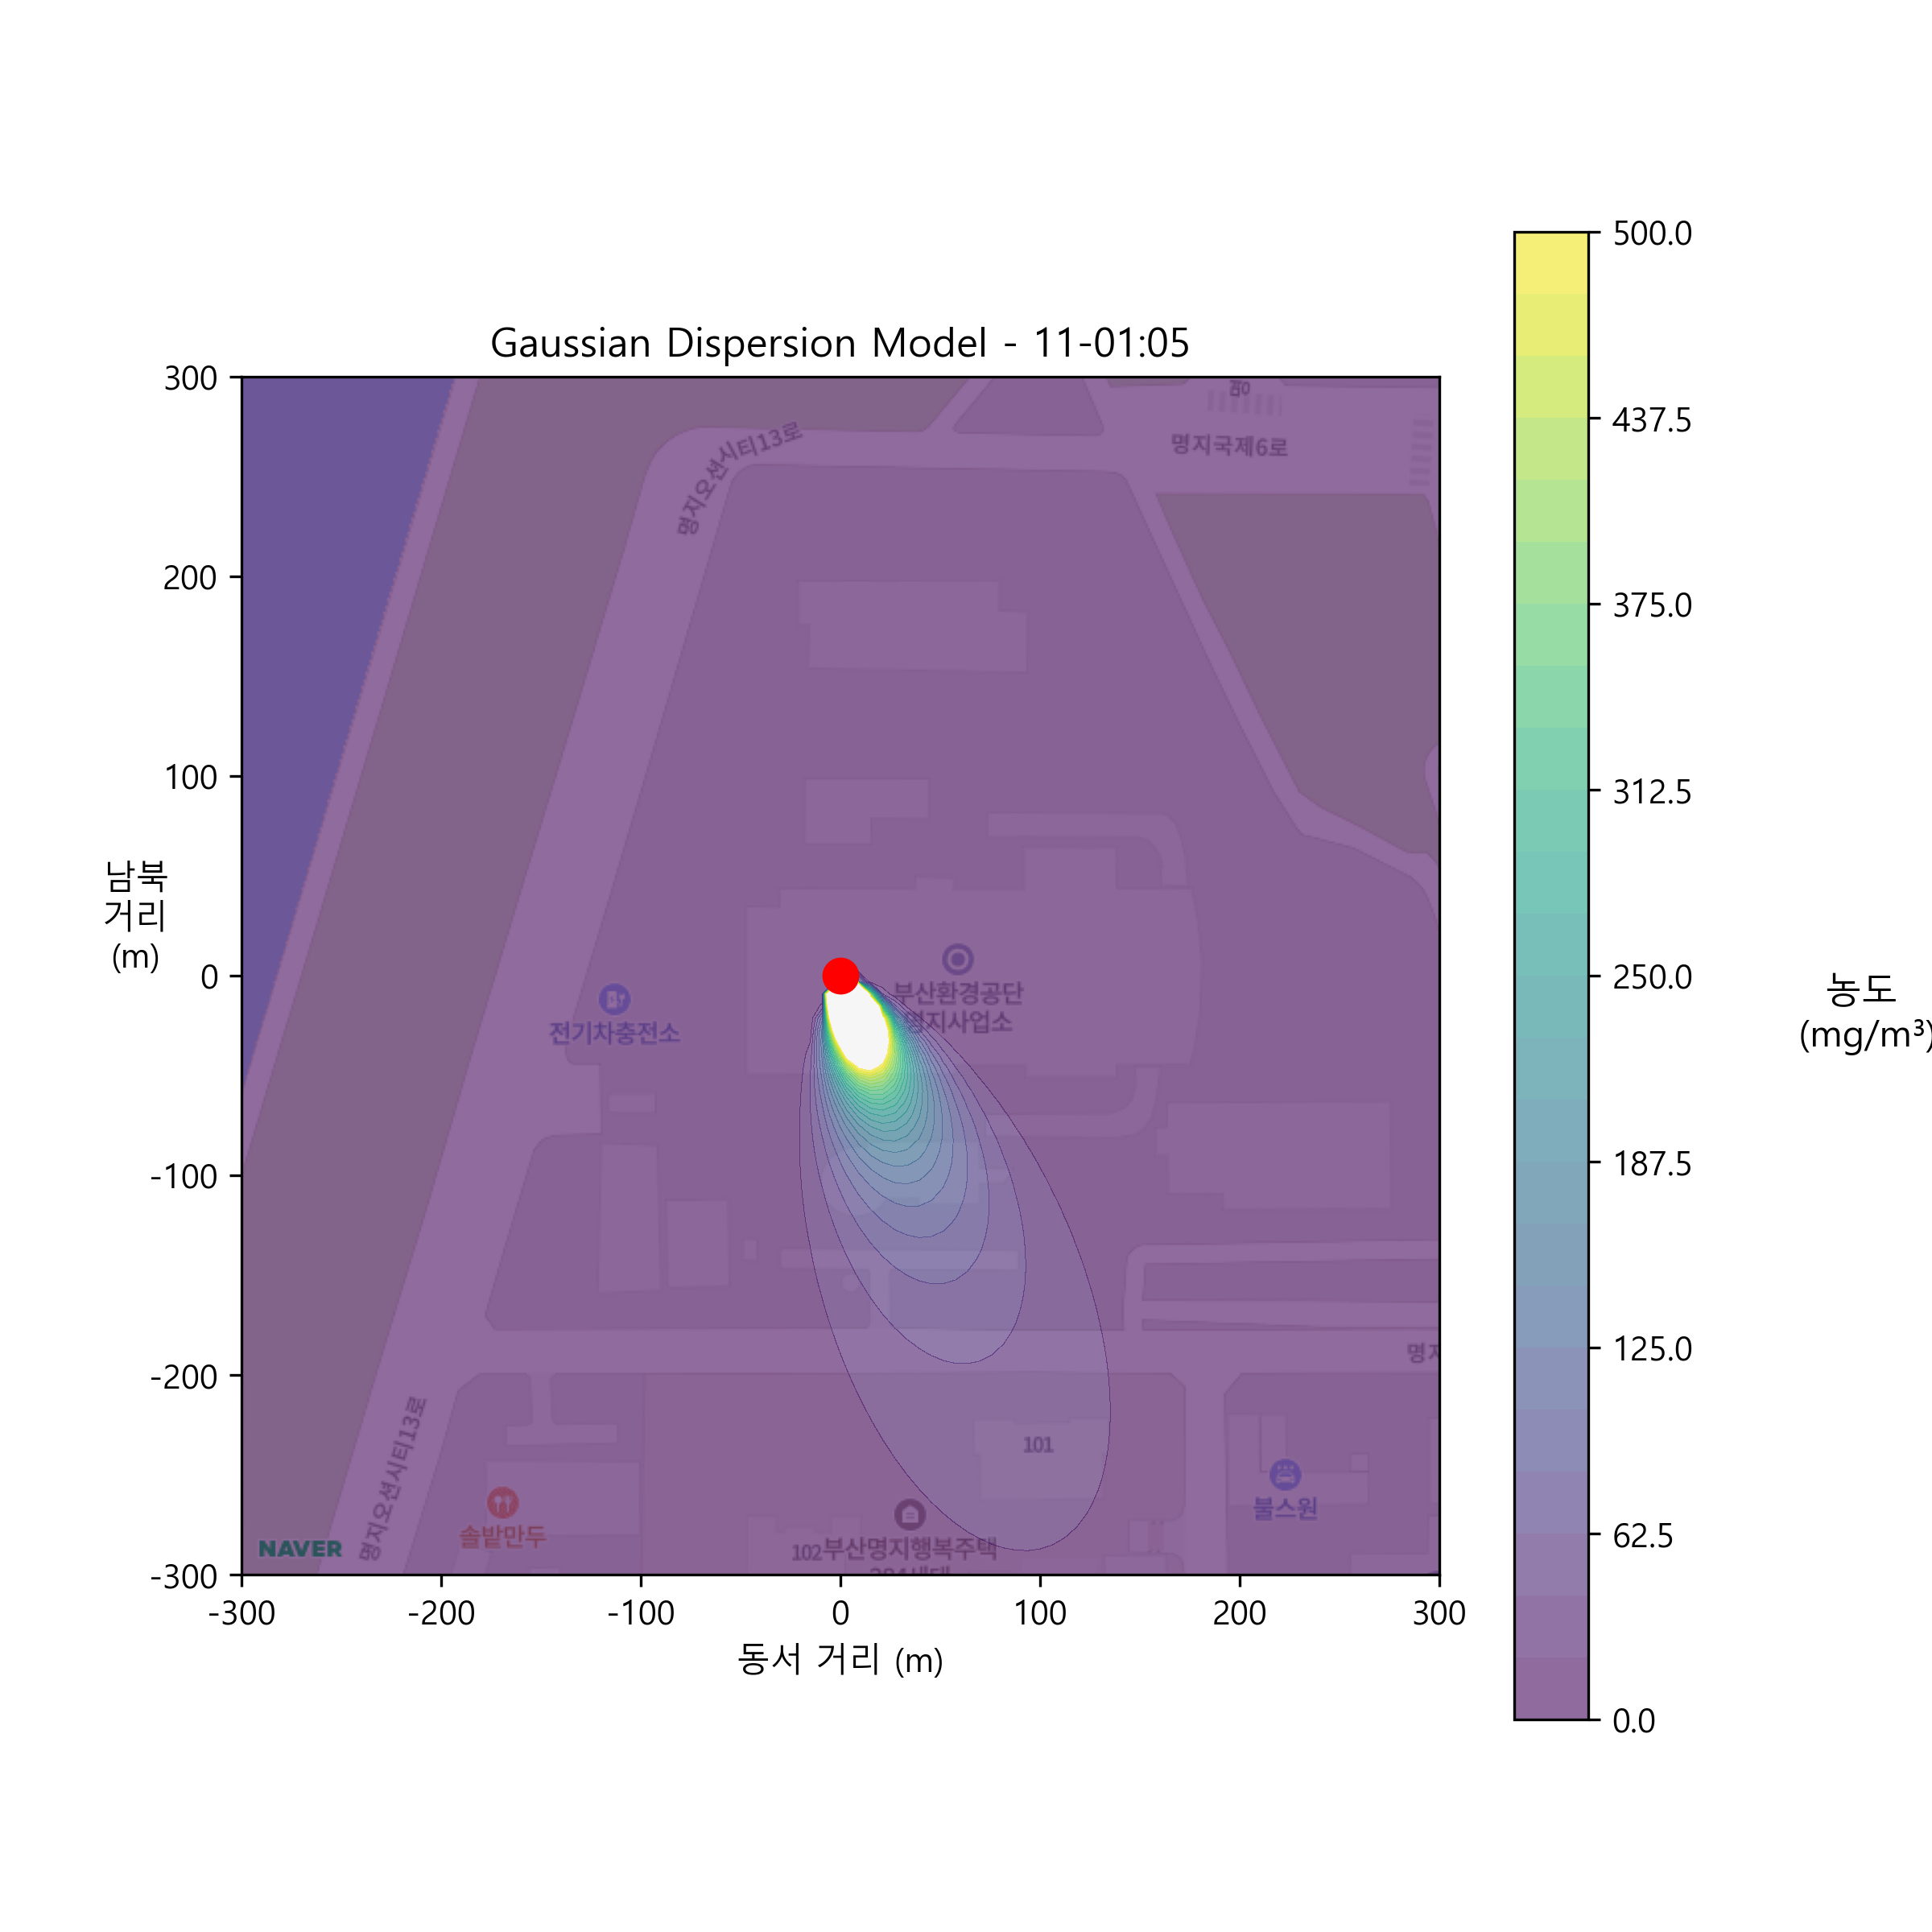 Gaussian Dispersion Model - 11-01:05
300
200
100
0
-100
-200
-300
남북
거리
(m)
-300
-200
-100
0
100
200
300
동서 거리 (m)
명지오션시티13로
명지국제6로
전기차충전소
부산환경공단
명지사업소
명지오션시티13로
솔밭만두
NAVER
101
102부산명지행복주택
불스원
500.0
437.5
375.0
312.5
250.0
187.5
125.0
62.5
0.0
농도
(mg/m³)